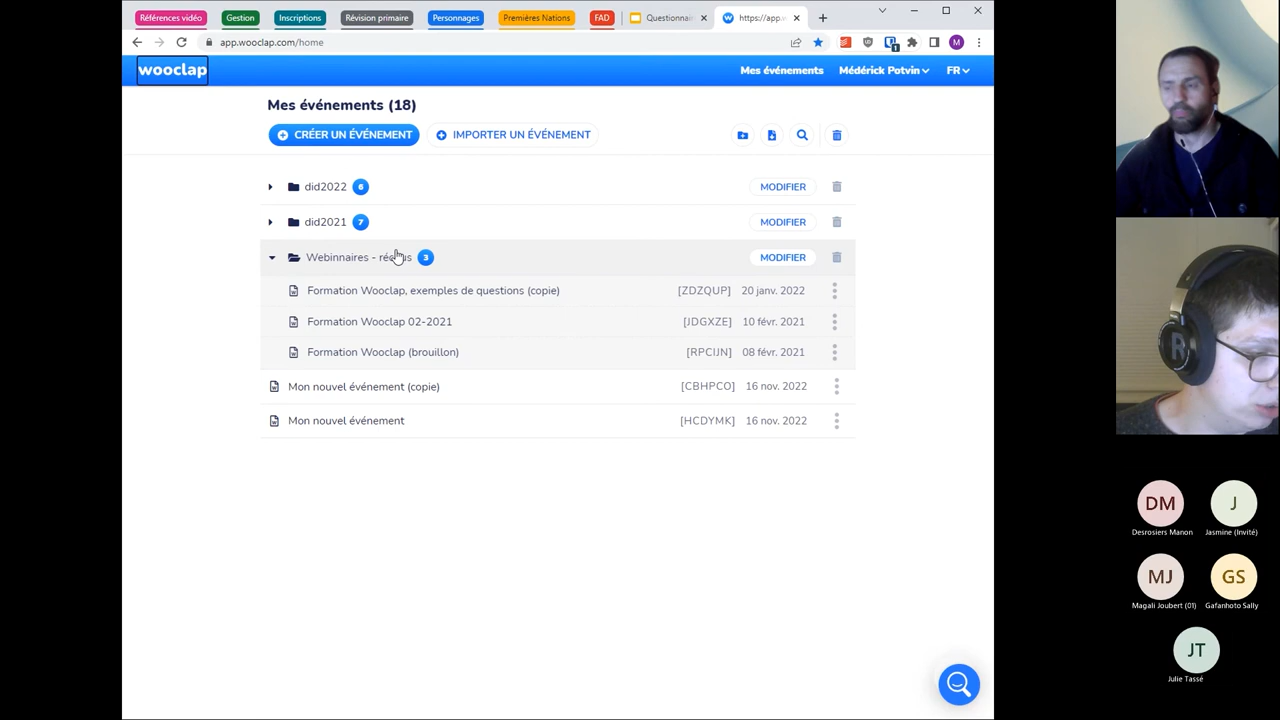 Références vidéo
Gestion
Inscriptions
Révision primaire
Personnages
Premières Nations
FAD
Questionnai
https://app.w
app.wooclap.com/home
M
wooclap
Mes événements
Médérick Potvin
FR
Mes événements (18)
CRÉER UN ÉVÉNEMENT
IMPORTER UN ÉVÉNEMENT
did2022 6
MODIFIER
did2021 7
MODIFIER
Webinnaires - 3
MODIFIER
Formation Wooclap, exemples de questions (copie) [ZDZQUP] 20 janv. 2022
Formation Wooclap 02-2021 [JDGXZE] 10 févr. 2021
Formation Wooclap (brouillon) [RPCIJN] 08 févr. 2021
Mon nouvel événement (copie) [CBHPCO] 16 nov. 2022
Mon nouvel événement [HCDYMK] 16 nov. 2022
R
DM
Desrosiers Manon
J
Jasmine (Invité)
MJ
Magali Joubert (01)
GS
Gafanhoto Sally
JT
Julie Tassé